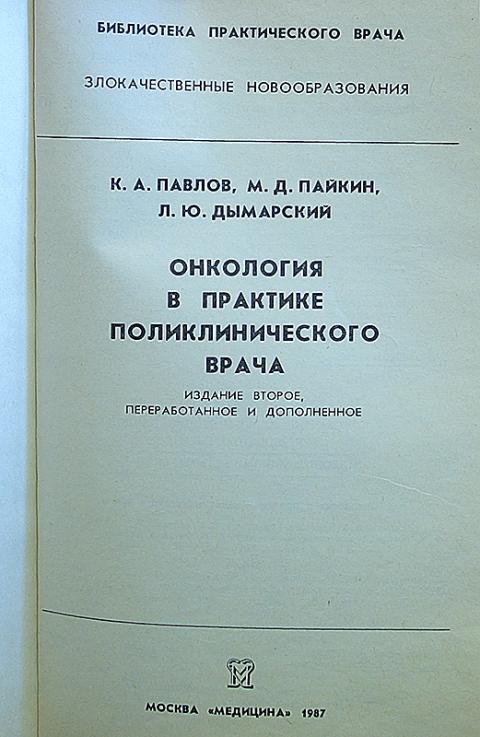 БИБЛИОТЕКА ПРАКТИЧЕСКОГО ВРАЧА
ЗЛОКАЧЕСТВЕННЫЕ НОВООБРАЗОВАНИЯ
К. А. ПАВЛОВ, М. Д. ПАЙКИН,
Л. Ю. ДЫМАРСКИЙ
ОНКОЛОГИЯ
В ПРАКТИКЕ
ПОЛИКЛИНИЧЕСКОГО
ВРАЧА
ИЗДАНИЕ ВТОРОЕ,
ПЕРЕРАБОТАННОЕ И ДОПОЛНЕННОЕ
МОСКВА «МЕДИЦИНА» 1987